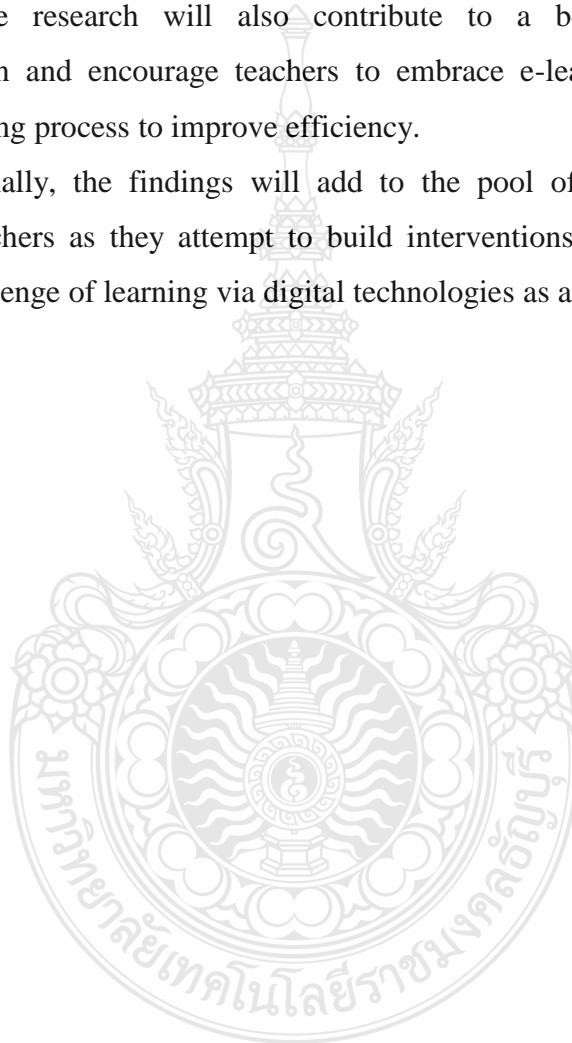 research will also contribute to a b
and encourage teachers to embrace e-lea
ng process to improve efficiency.
ally, the findings will add to the pool of
chers as they attempt to build interventions
enge of learning via digital technologies as a
มหาวิทยาลัยเทคโนโลยีราชมงคลธัญบุรี